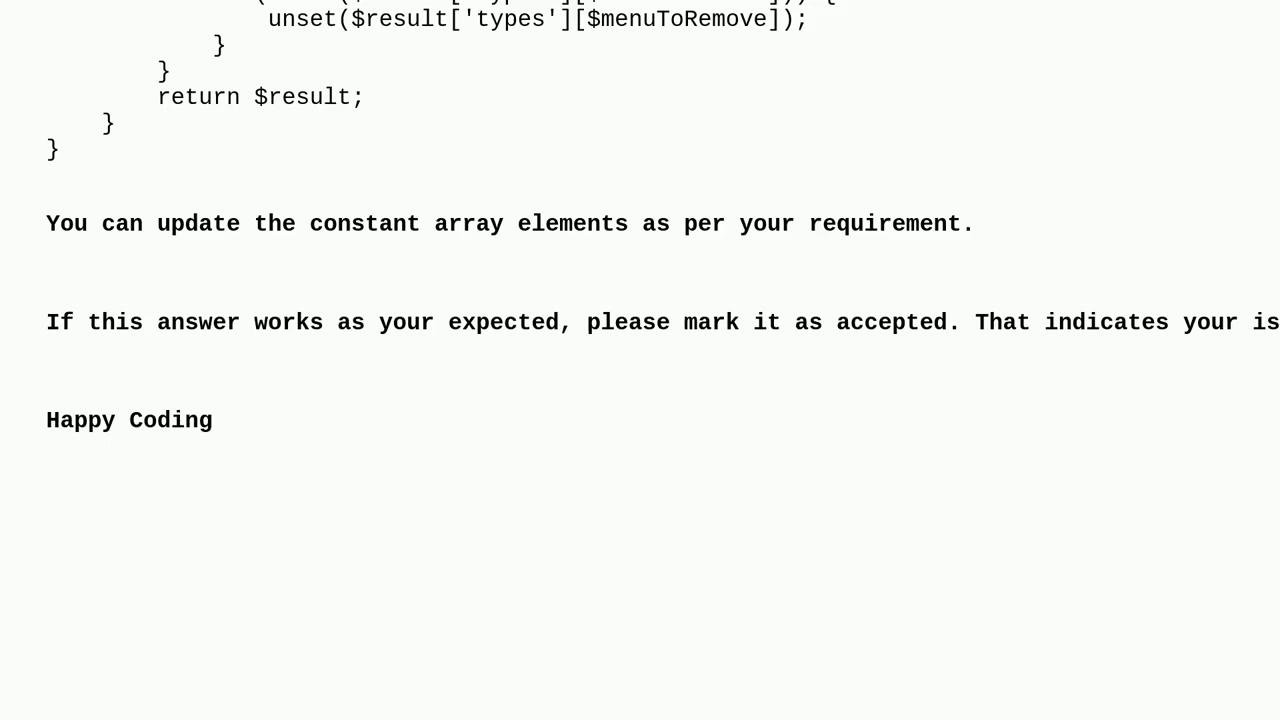 unset($result['types'][$menuToRemove]);
}
}
return $result;
}
}
You can update the constant array elements as per your requirement.
If this answer works as your expected, please mark it as accepted. That indicates your is
Happy Coding